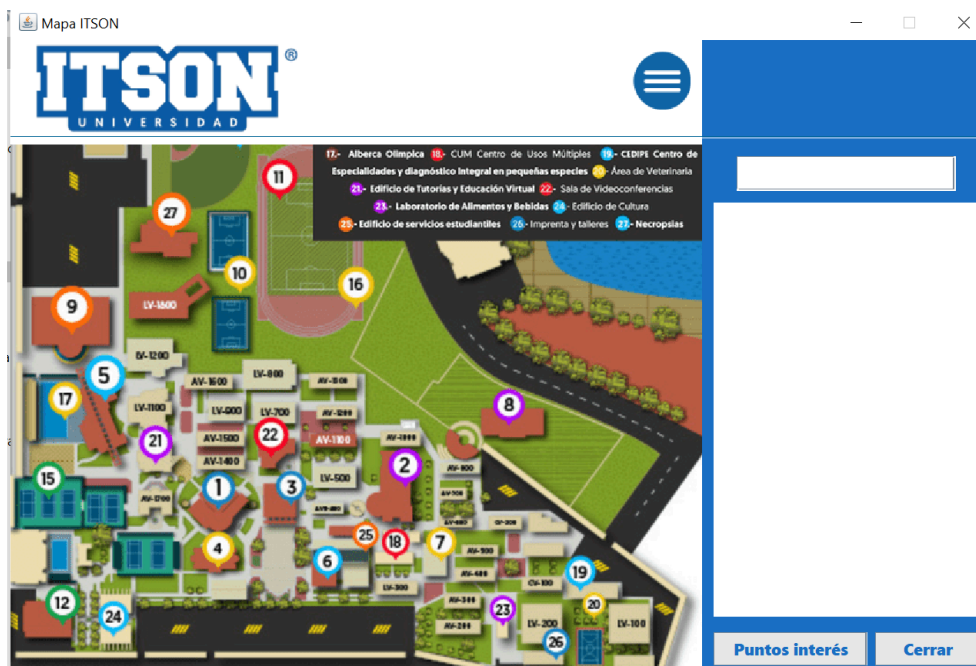 Mapa ITSON
ITSON ®
UNIVERSIDAD
17.- Alberca Olímpica 18.- CUM Centro de Usos Múltiples 19.- CEDIPE Centro de
Especialidades y diagnóstico integral en pequeñas especies 20.- Área de Veterinaria
21.- Edificio de Tutorías y Educación Virtual 22.- Sala de Videoconferencias
23.- Laboratorio de Alimentos y Bebidas 24.- Edificio de Cultura
25.- Edificio de servicios estudiantiles 26.- Imprenta y talleres 27.- Necropsias
11
27
10
16
9
LV-1600
LV-1200
5
AV-1600
LV-800
17
LV-1100
LV-900
LV-700
AV-1200
8
21
AV-1500
22
AV-1100
AV-1400
2
15
1
3
LV-500
AV-1700
25
18
7
4
6
19
LV-300
CV-100
12
24
23
20
AV-200
LV-200
LV-100
26
Puntos interés
Cerrar